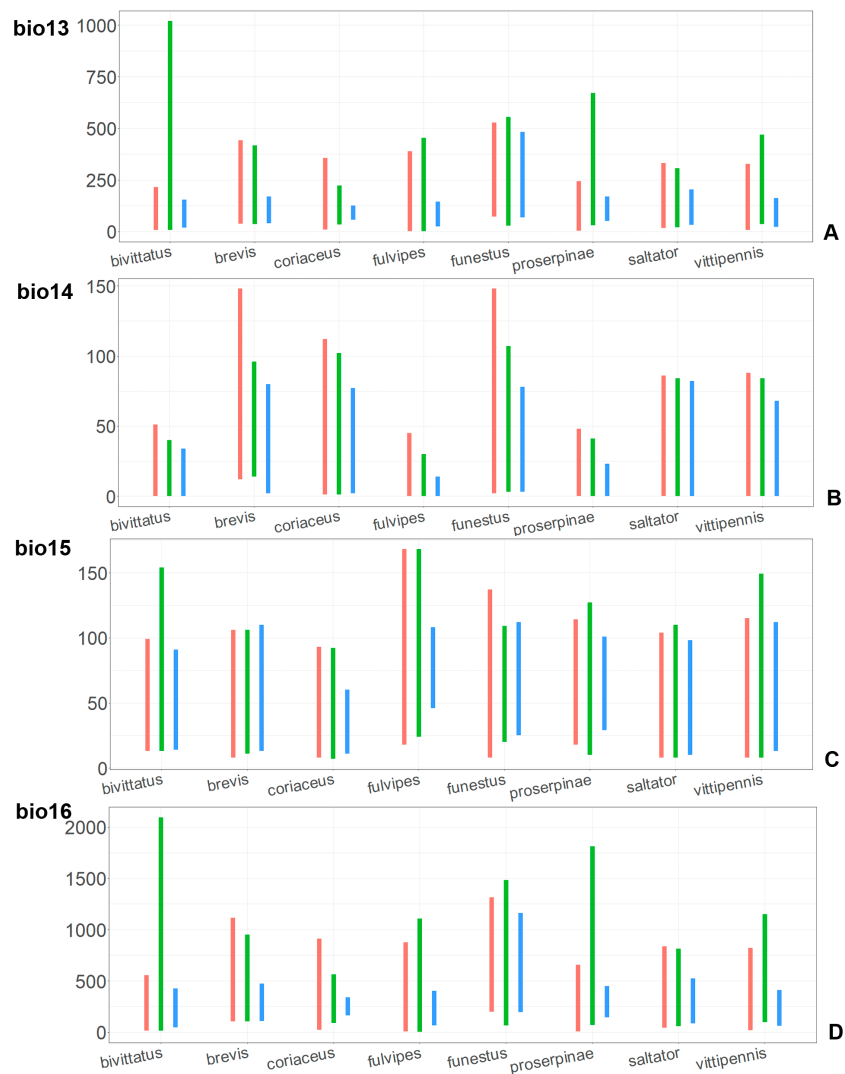 bio13
1000
750
500
250
0
bivittatus brevis coriaceus fulvipes funestus proserpinae saltator vittipennis
A
bio14
150
100
50
0
bivittatus brevis coriaceus fulvipes funestus proserpinae saltator vittipennis
B
bio15
150
100
50
0
bivittatus brevis coriaceus fulvipes funestus proserpinae saltator vittipennis
C
bio16
2000
1500
1000
500
0
bivittatus brevis coriaceus fulvipes funestus proserpinae saltator vittipennis
D